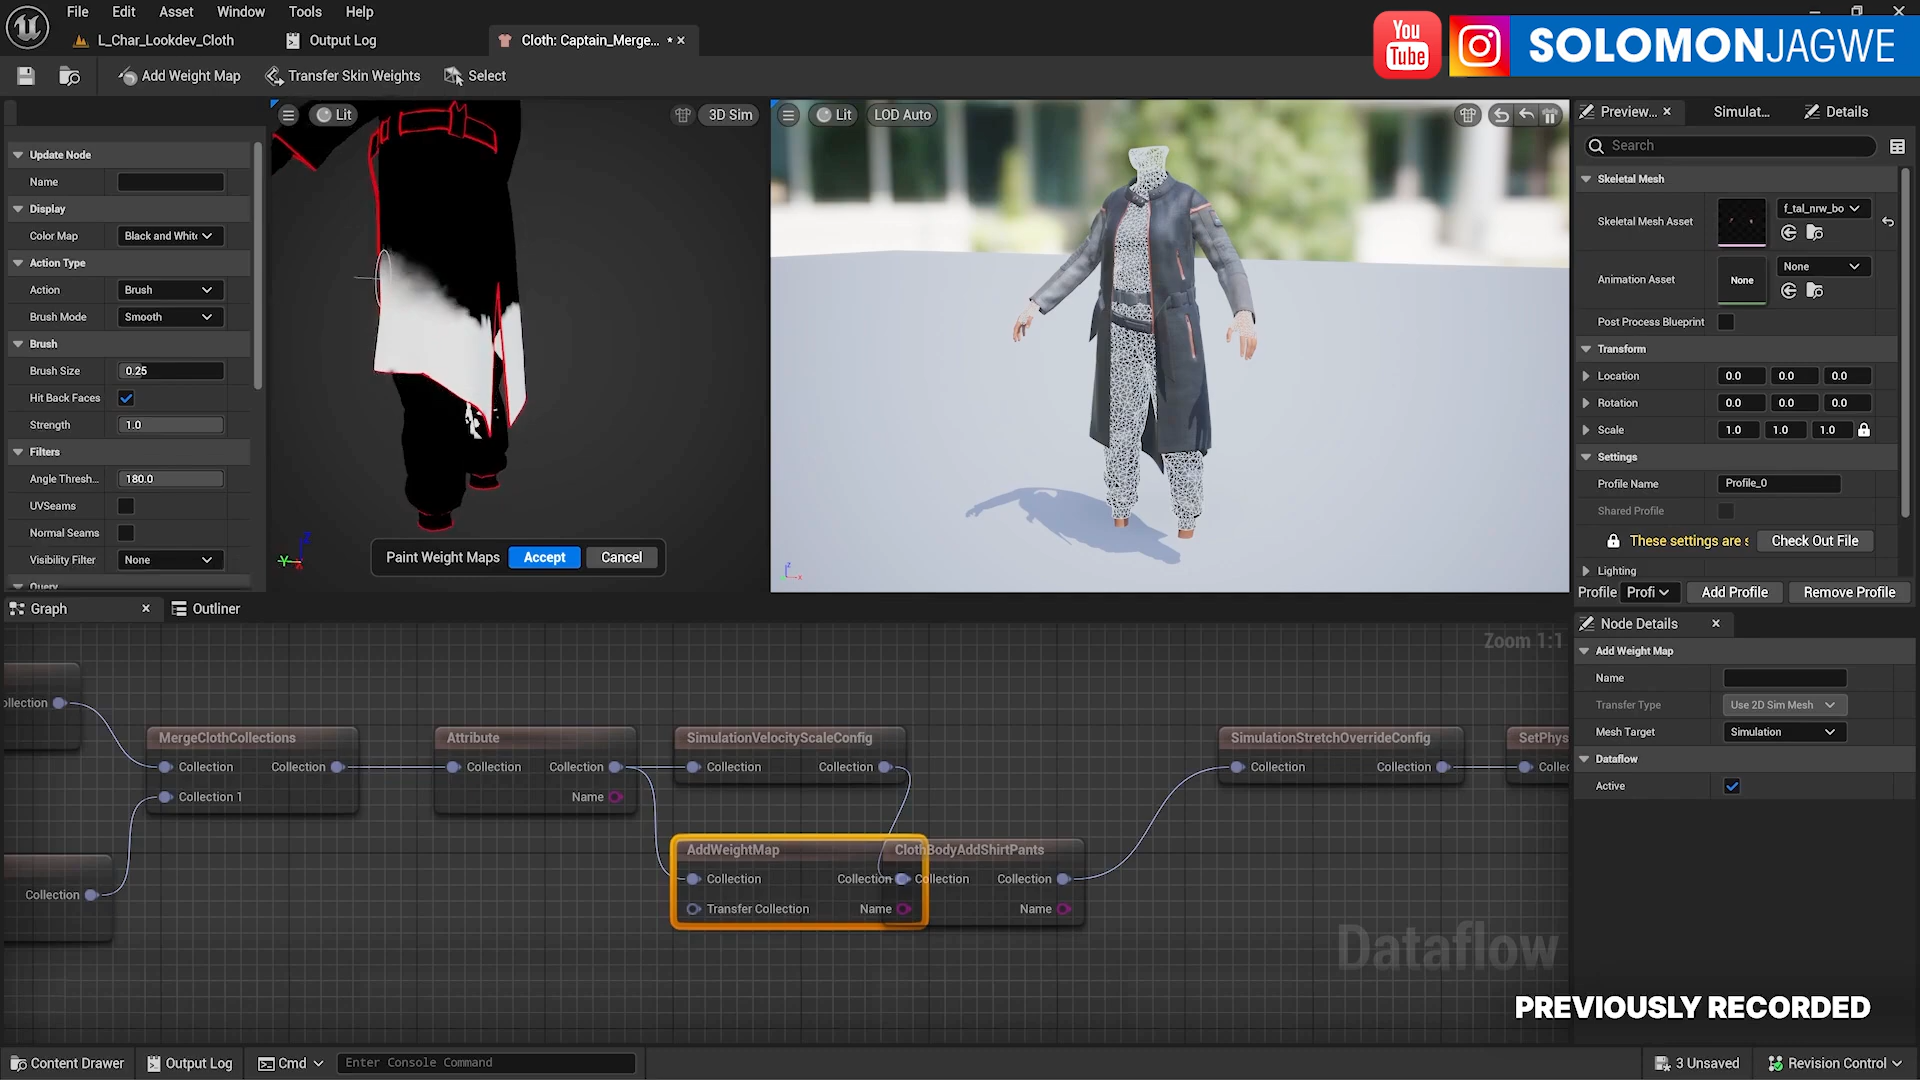 File Edit Asset Window Tools Help
L_Char_Lookdev_Cloth
Output Log
Cloth: Captain_Merge... •
You Tube
SOLOMONJAGWE
Add Weight Map
Transfer Skin Weights
Select
Update Node
Name
Display
Color Map Black and White
Action Type
Action Brush
Brush Mode Smooth
Brush
Brush Size 0.25
Hit Back Faces
Strength 1.0
Filters
Angle Thresh... 180.0
UVSeams
Normal Seams
Visibility Filter None
Query
Lit
3D Sim
Paint Weight Maps Accept Cancel
Lit LOD Auto
Preview... Simulat... Details
Search
Skeletal Mesh
Skeletal Mesh Asset f_tal_nrw_bo
Animation Asset None None
Post Process Blueprint
Transform
Location 0.0 0.0 0.0
Rotation 0.0 0.0 0.0
Scale 1.0 1.0 1.0
Settings
Profile Name Profile_0
Shared Profile
These settings are s Check Out File
Lighting
Profile Profi Add Profile Remove Profile
Graph Outliner
Zoom 1:1
ollection
Collection
MergeClothCollections
Collection Collection
Collection 1
Attribute
Collection Collection
Name
SimulationVelocityScaleConfig
Collection Collection
AddWeightMap
Collection Collection
Transfer Collection Name
ClothBodyAddShirtPants
Collection Collection
Name
SimulationStretchOverrideConfig
Collection Collection
SetPhys
Collec
Dataflow
Node Details
Add Weight Map
Name
Transfer Type Use 2D Sim Mesh
Mesh Target Simulation
Dataflow
Active
PREVIOUSLY RECORDED
Content Drawer Output Log Cmd Enter Console Command 3 Unsaved Revision Control